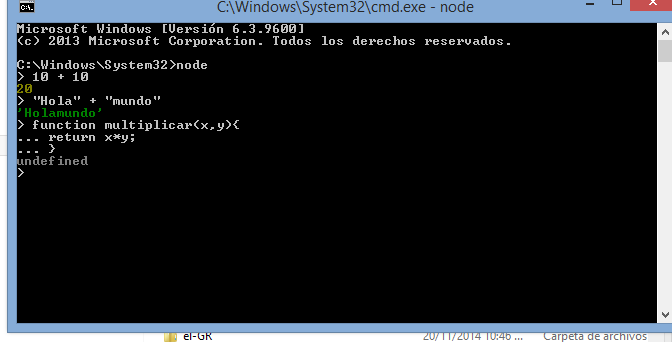 C:\Windows\System32\cmd.exe - node
Microsoft Windows [Versión 6.3.9600]
(c) 2013 Microsoft Corporation. Todos los derechos reservados.
C:\Windows\System32>node
> 10 + 10
20
> "Hola" + "mundo"
'Holamundo'
> function multiplicar(x,y){
... return x*y;
... }
undefined
>
el-GR 20/11/2014 10:46 ... Carpeta de archivos